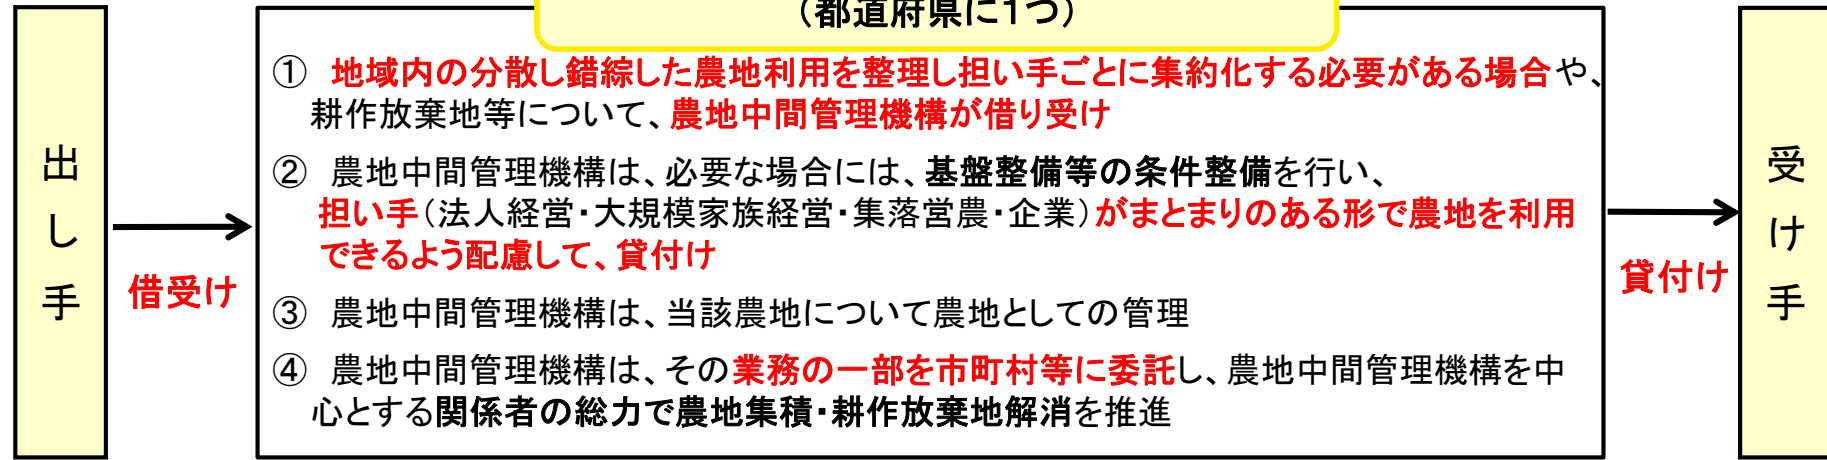 (都道府県に1つ)
① 地域内の分散し錯綜した農地利用を整理し担い手ごとに集約化する必要がある場合や、
耕作放棄地等について、農地中間管理機構が借り受け
② 農地中間管理機構は、必要な場合には、基盤整備等の条件整備を行い、
担い手(法人経営・大規模家族経営・集落営農・企業)がまとまりのある形で農地を利用
できるよう配慮して、貸付け
③ 農地中間管理機構は、当該農地について農地としての管理
④ 農地中間管理機構は、その業務の一部を市町村等に委託し、農地中間管理機構を中
心とする関係者の総力で農地集積・耕作放棄地解消を推進
出し手
借受け
貸付け
受け手